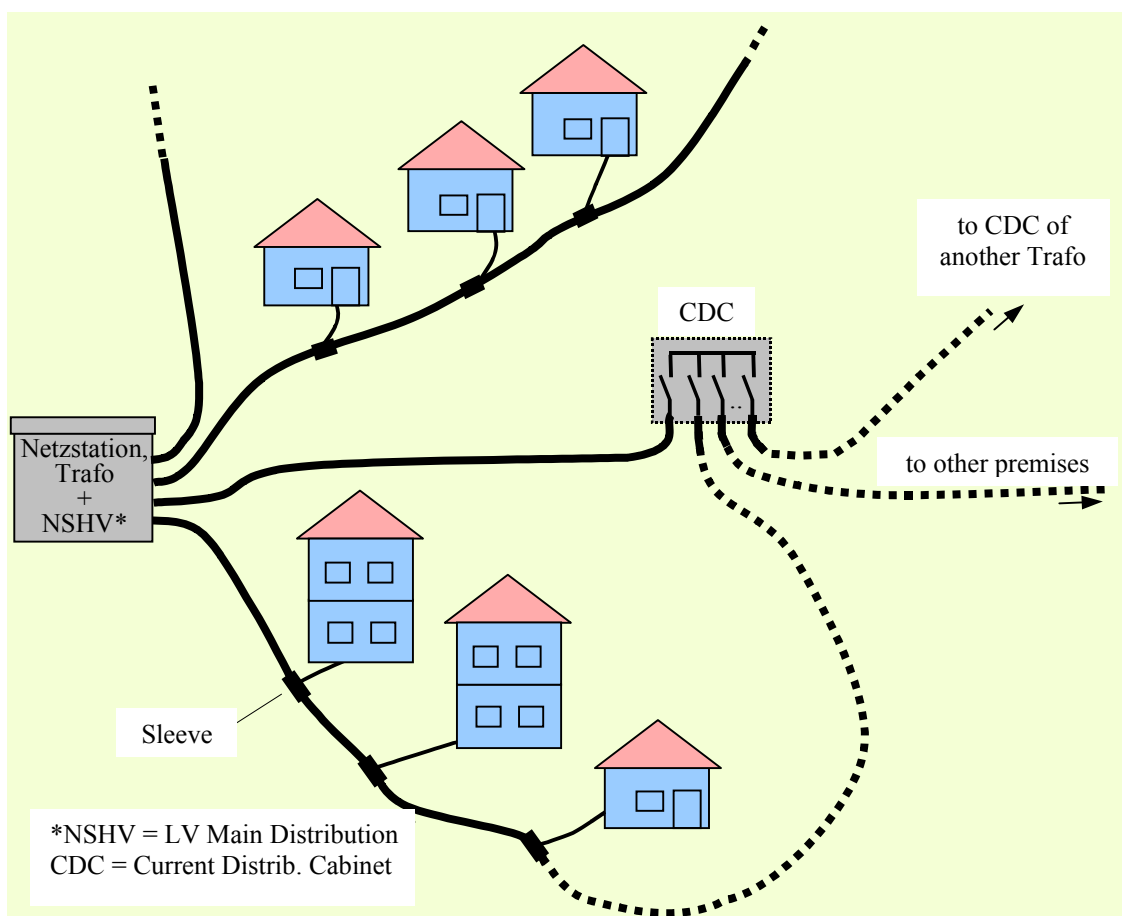 to CDC of
another Trafo
CDC
Netzstation,
Trafo
+
NSHV*
to other premises
Sleeve
*NSHV = LV Main Distribution
CDC = Current Distrib. Cabinet